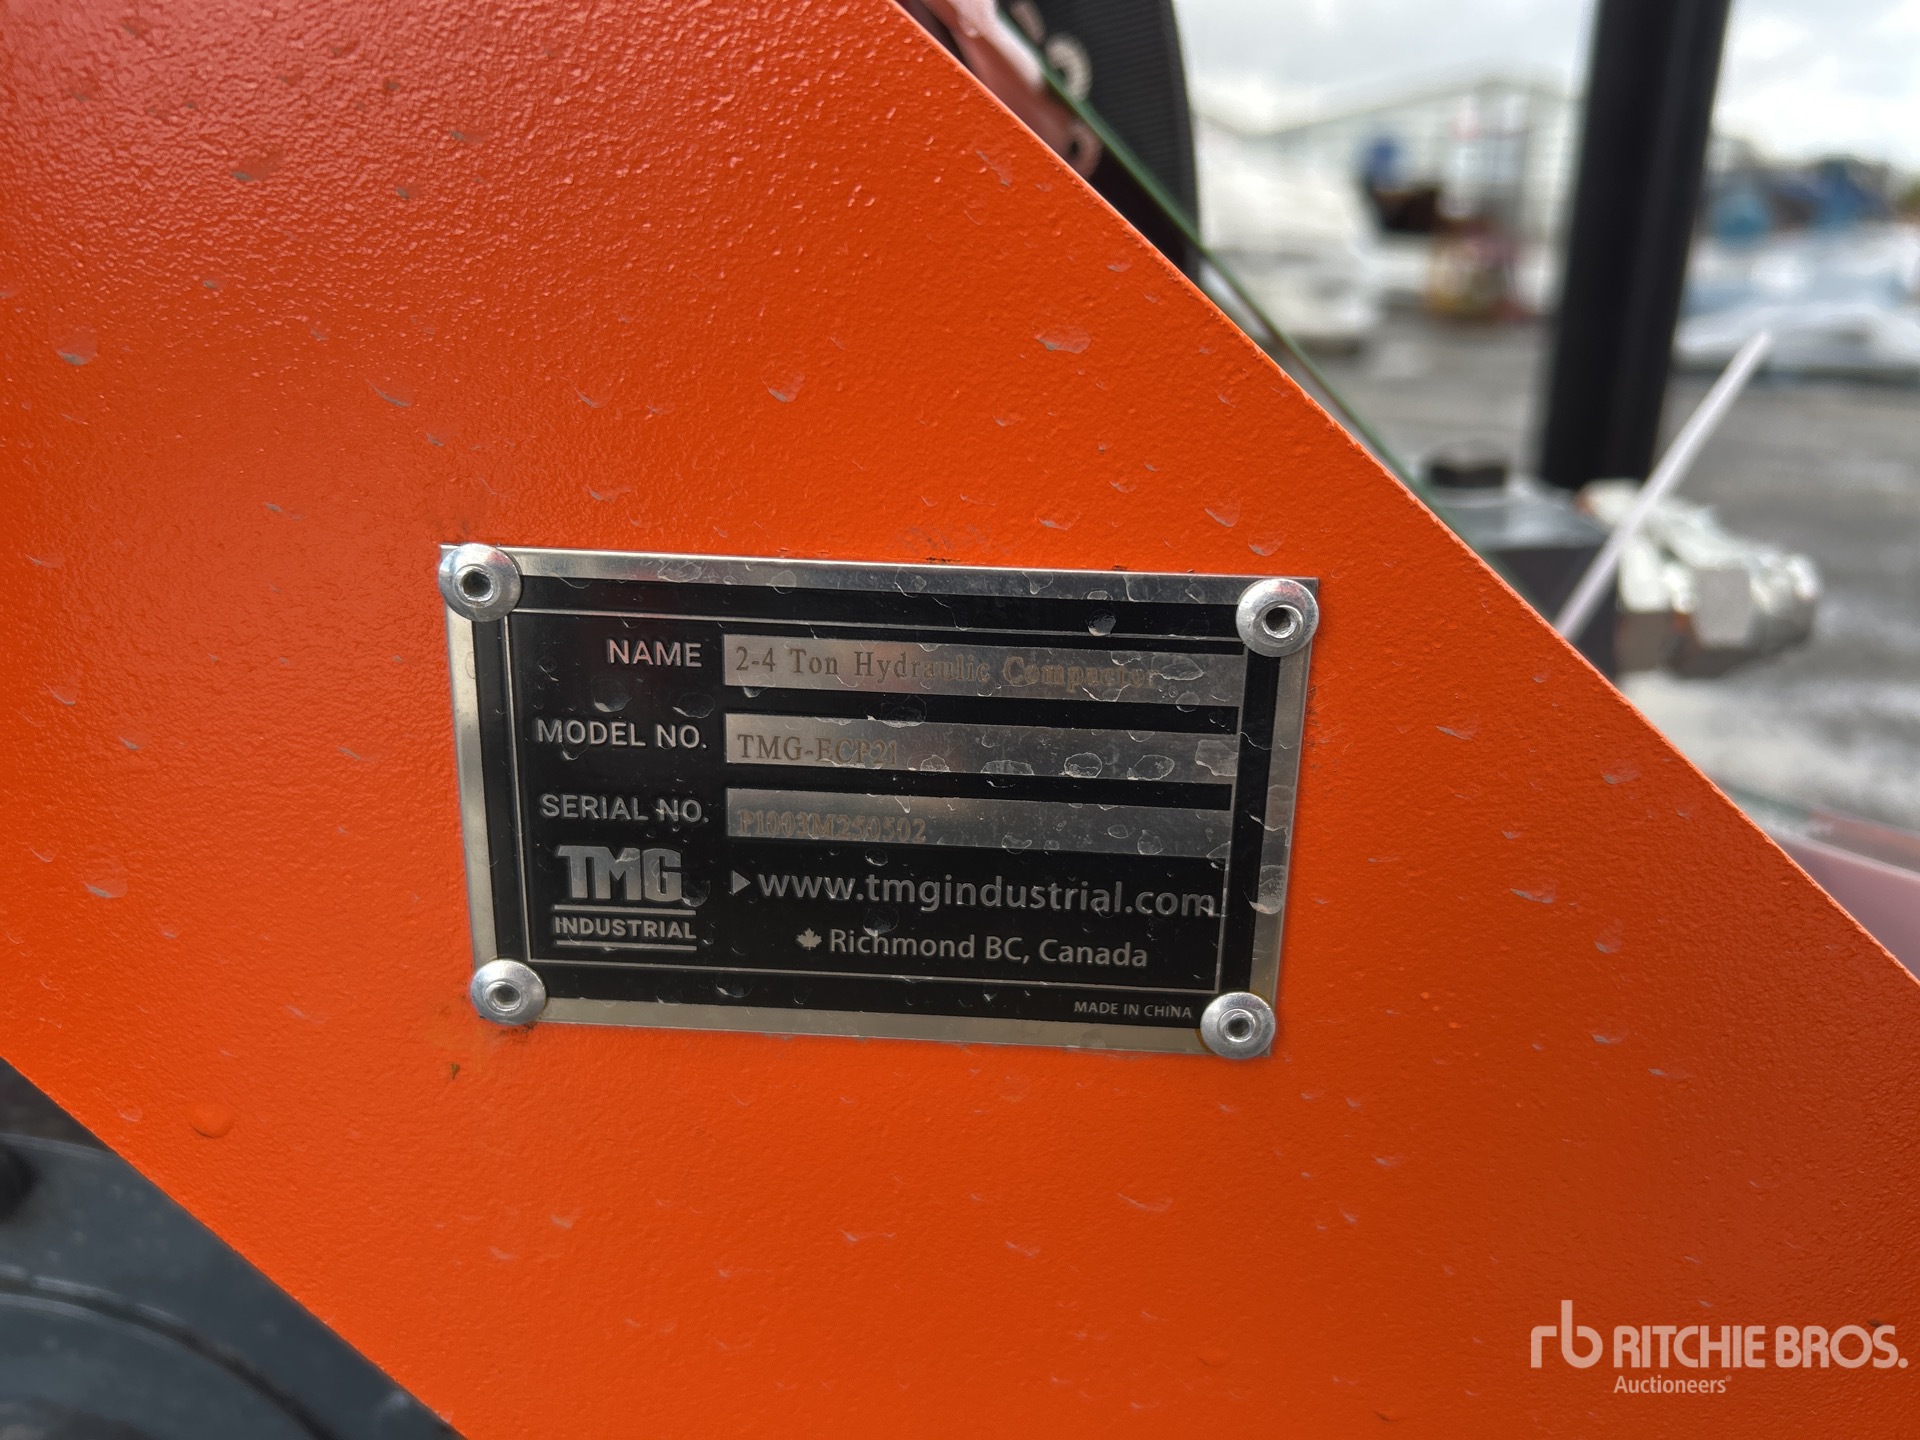 NAME 2-4 Ton Hydraulic Compactor
MODEL NO. TMG-ECP21
SERIAL NO. P1093M250502
TMG
INDUSTRIAL
www.tmgindustrial.com
Richmond BC, Canada
MADE IN CHINA
rb RITCHIE BROS.
Auctioneers®